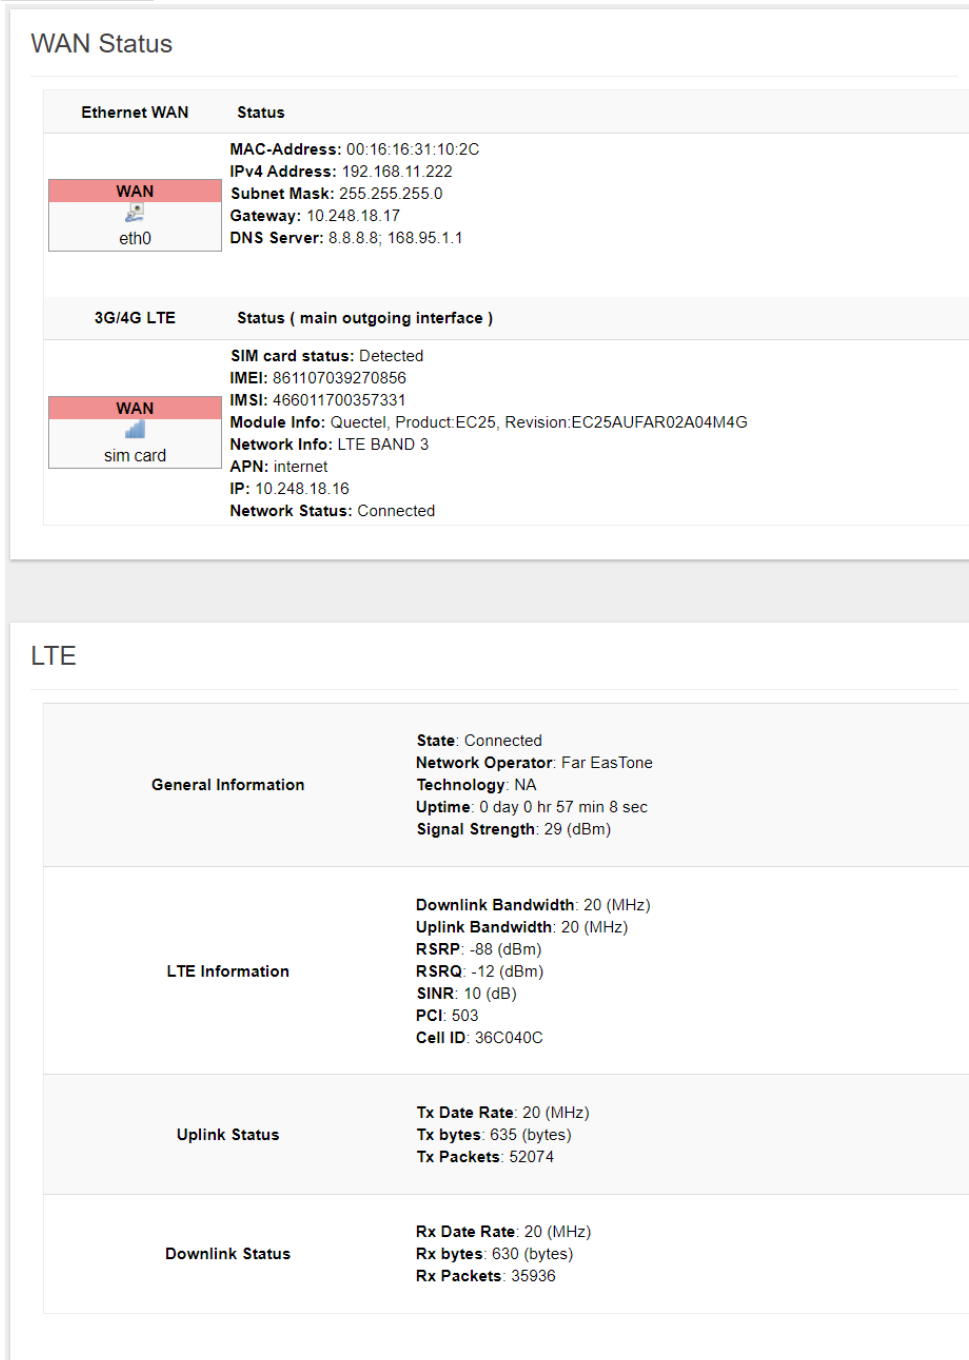 WAN Status
Ethernet WAN Status
MAC-Address: 00:16:16:31:10:2C
IPv4 Address: 192.168.11.222
WAN
Subnet Mask: 255.255.255.0
Gateway: 10.248.18.17
eth0
DNS Server: 8.8.8.8; 168.95.1.1
3G/4G LTE Status ( main outgoing interface )
SIM card status: Detected
IMEI: 861107039270856
IMSI: 466011700357331
WAN
Module Info: Quectel, Product:EC25, Revision:EC25AUFAR02A04M4G
Network Info: LTE BAND 3
sim card
APN: internet
IP: 10.248.18.16
Network Status: Connected
LTE
General Information
State: Connected
Network Operator: Far EasTone
Technology: NA
Uptime: 0 day 0 hr 57 min 8 sec
Signal Strength: 29 (dBm)
LTE Information
Downlink Bandwidth: 20 (MHz)
Uplink Bandwidth: 20 (MHz)
RSRP: -88 (dBm)
RSRQ: -12 (dBm)
SINR: 10 (dB)
PCI: 503
Cell ID: 36C040C
Uplink Status
Tx Date Rate: 20 (MHz)
Tx bytes: 635 (bytes)
Tx Packets: 52074
Downlink Status
Rx Date Rate: 20 (MHz)
Rx bytes: 630 (bytes)
Rx Packets: 35936